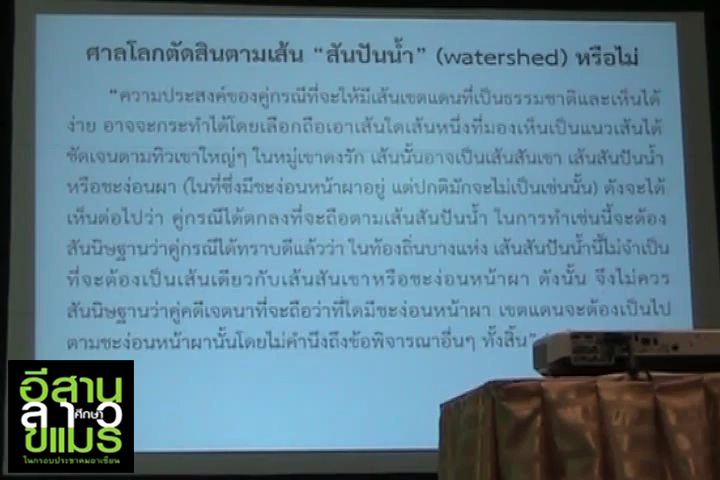 ศาลโลกตัดสินตามเส้น “สันปันน้ำ” (watershed) หรือไม่
“ความประสงค์ของคู่กรณีที่จะให้มีเส้นเขตแดนที่เป็นธรรมชาติและเห็นได้
ง่าย อาจจะกระทำได้โดยเลือกถือเอาเส้นใดเส้นหนึ่งที่มองเห็นเป็นแนวเส้นได้
ชัดเจนตามทิวเขาใหญ่ๆ ในหมู่เขาดงรัก เส้นนั้นอาจเป็นเส้นสันเขา เส้นสันปันน้ำ
หรือชะง่อนผา (ในที่ซึ่งมีชะง่อนหน้าผาอยู่ แต่ปกติมักจะไม่เป็นเช่นนั้น) ดังจะได้
เห็นต่อไปว่า คู่กรณีได้ตกลงที่จะถือตามเส้นสันปันน้ำ ในการทำเช่นนี้จะต้อง
สันนิษฐานว่าคู่กรณีได้ทราบดีแล้วว่า ในท้องถิ่นบางแห่ง เส้นสันปันน้ำนี้ไม่จำเป็น
ที่จะต้องเป็นเส้นเดียวกับเส้นสันเขาหรือชะง่อนหน้าผา ดังนั้น จึงไม่ควร
สันนิษฐานว่าคู่คดีเจตนาที่จะถือว่าที่ใดมีชะง่อนหน้าผา เขตแดนจะต้องเป็นไป
ตามชะง่อนหน้าผานั้นโดยไม่คำนึงถึงข้อพิจารณาอื่นๆ ทั้งสิ้น”
อีสาน
ลาว ศึกษา
ขแมร์
ในกรอบประชาคมอาเซียน